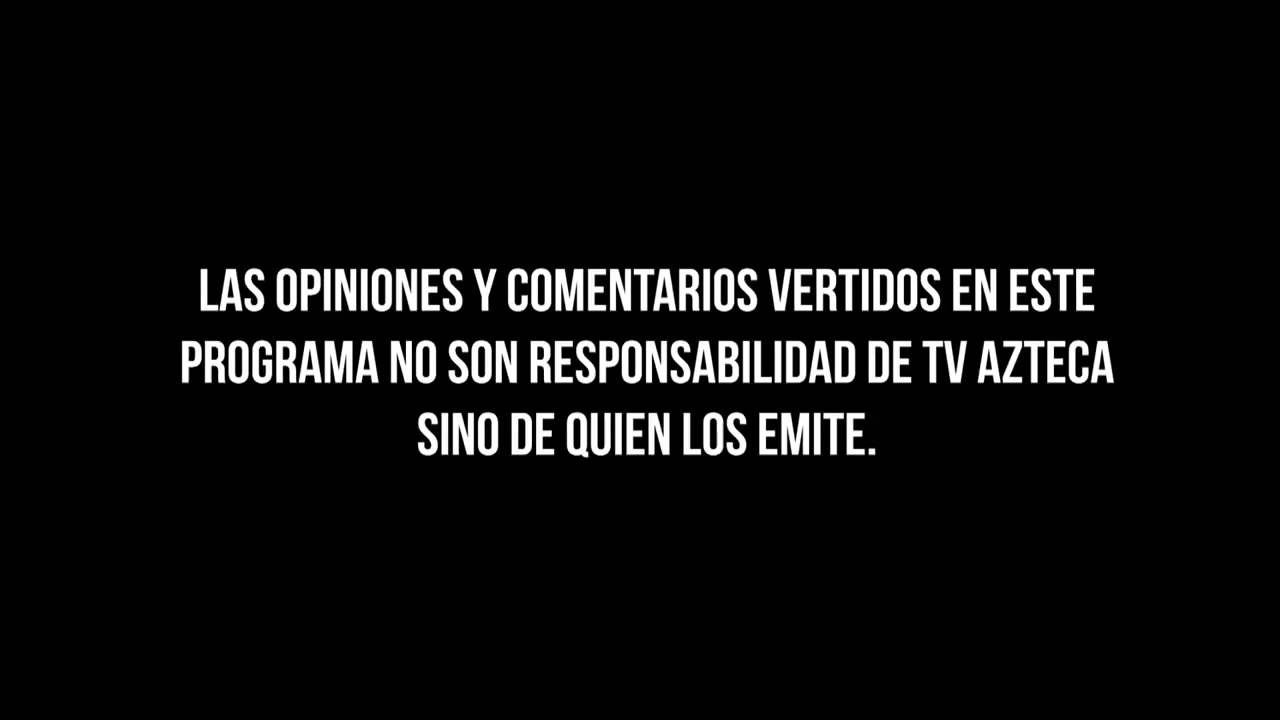 LAS OPINIONES Y COMENTARIOS VERTIDOS EN ESTE
PROGRAMA NO SON RESPONSABILIDAD DE TV AZTECA
SINO DE QUIEN LOS EMITE.